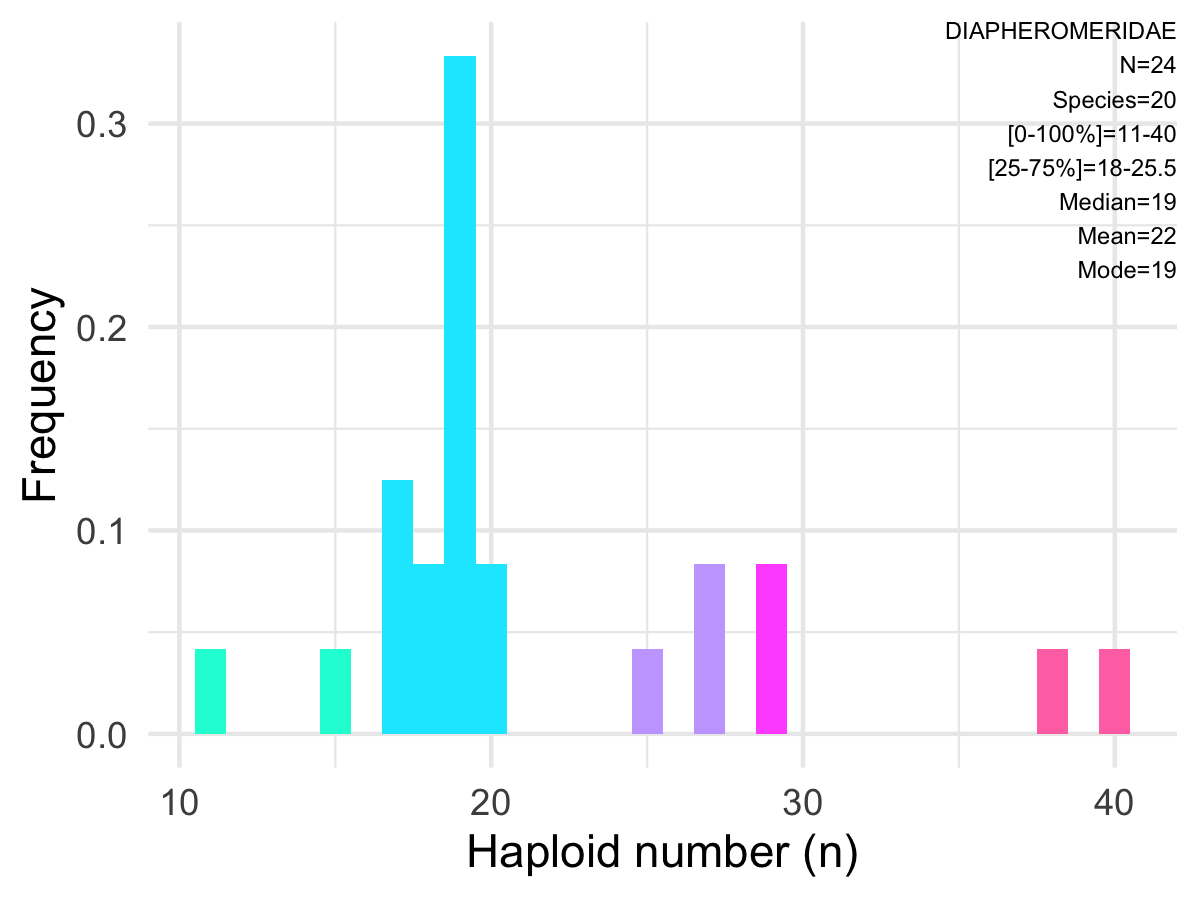 DIAPHEROMERIDAE
N=24
Species=20
[0-100%]=11-40
[25-75%]=18-25.5
Median=19
Mean=22
Mode=19
Frequency
0.3
0.2
0.1
0.0
10 20 30 40
Haploid number (n)